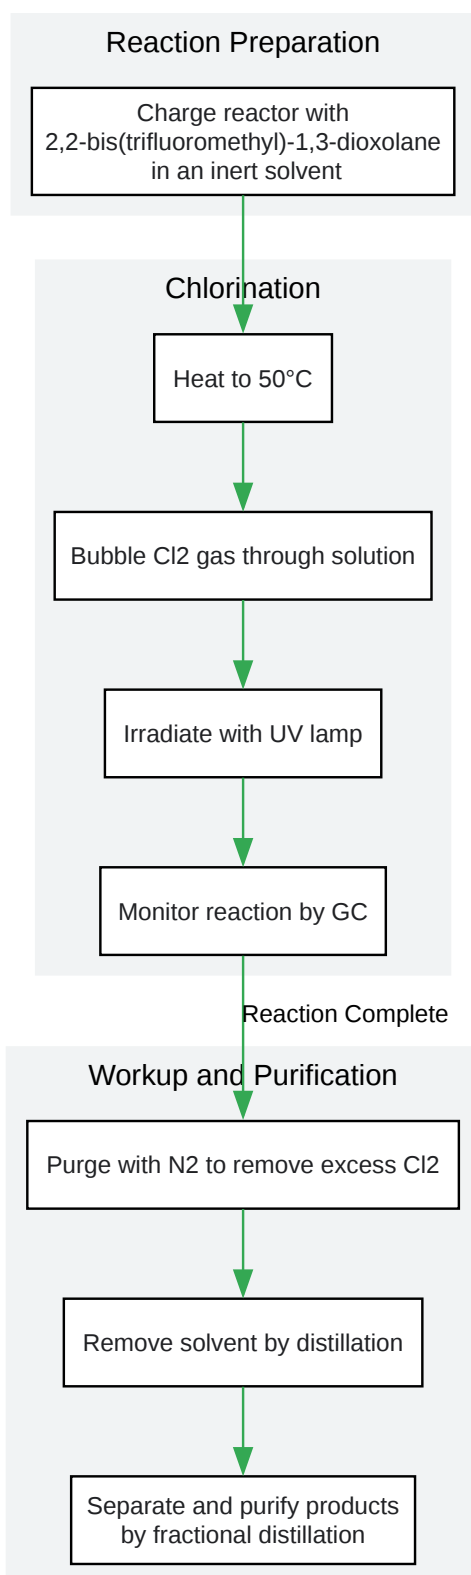 Reaction Preparation
Charge reactor with
2,2-bis(trifluoromethyl)-1,3-dioxolane
in an inert solvent
Chlorination
Heat to 50°C
Bubble Cl2 gas through solution
Irradiate with UV lamp
Monitor reaction by GC
Reaction Complete
Workup and Purification
Purge with N2 to remove excess Cl2
Remove solvent by distillation
Separate and purify products
by fractional distillation